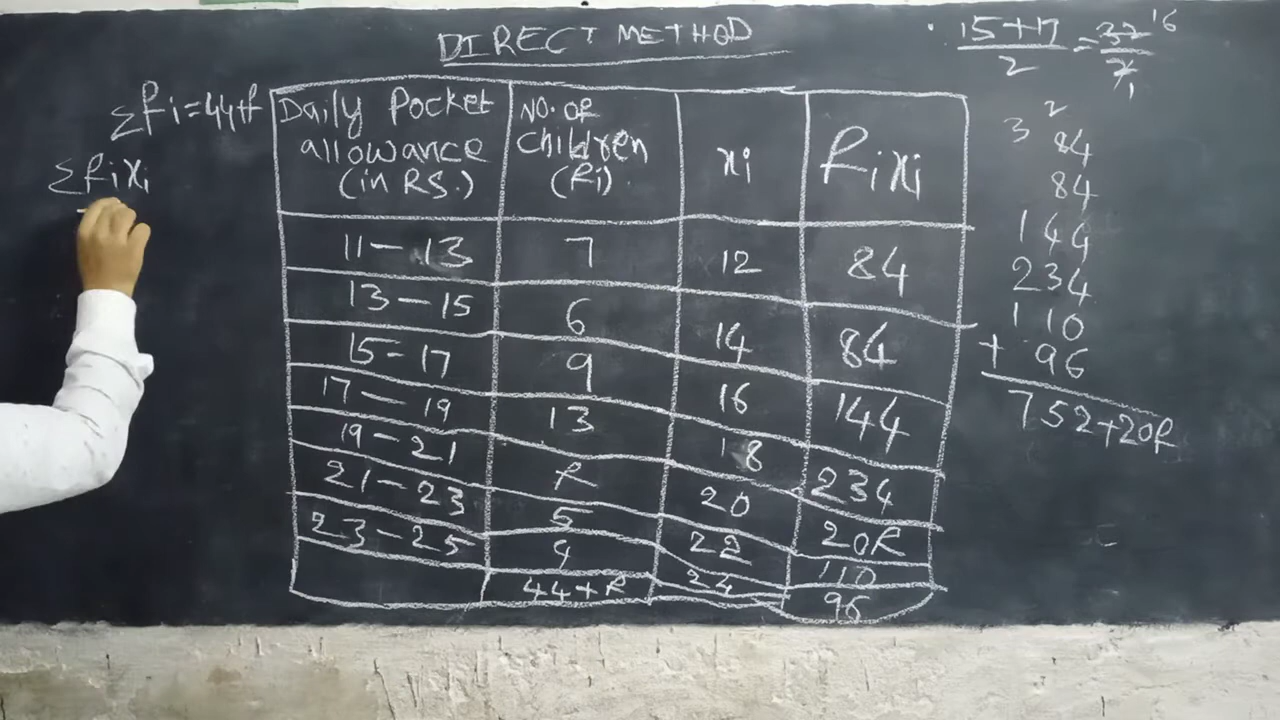 DIRECT METHOD
15+17/2 = 32/2 16
1
Σfi=44+f
Σfixi
Daily Pocket allowance (in RS.) | No. of children (fi) | xi | fixi
11-13 | 7 | 12 | 84
13-15 | 6 | 14 | 84
15-17 | 9 | 16 | 144
17-19 | 13 | 18 | 234
19-21 | f | 20 | 20f
21-23 | 5 | 22 | 110
23-25 | 4 | 24 | 96
44+f
3 2
84
84
144
234
110
+ 96
752+20f